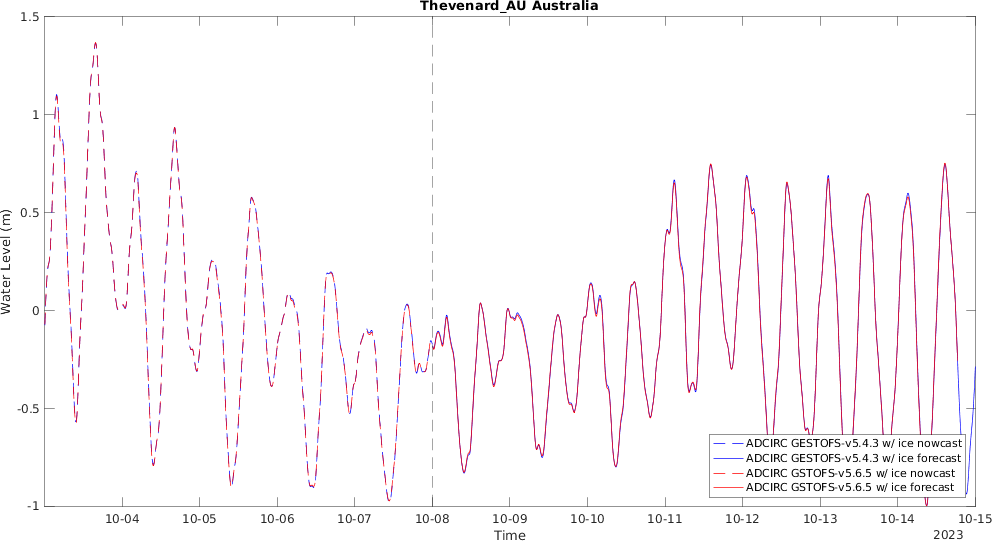 Thevenard_AU Australia
1.5
1
0.5
0
-0.5
-1
Water Level (m)
10-04 10-05 10-06 10-07 10-08 10-09 10-10 10-11 10-12 10-13 10-14 10-15
Time
2023
ADCIRC GESTOFS-v5.4.3 w/ ice nowcast
ADCIRC GESTOFS-v5.4.3 w/ ice forecast
ADCIRC GSTOFS-v5.6.5 w/ ice nowcast
ADCIRC GSTOFS-v5.6.5 w/ ice forecast